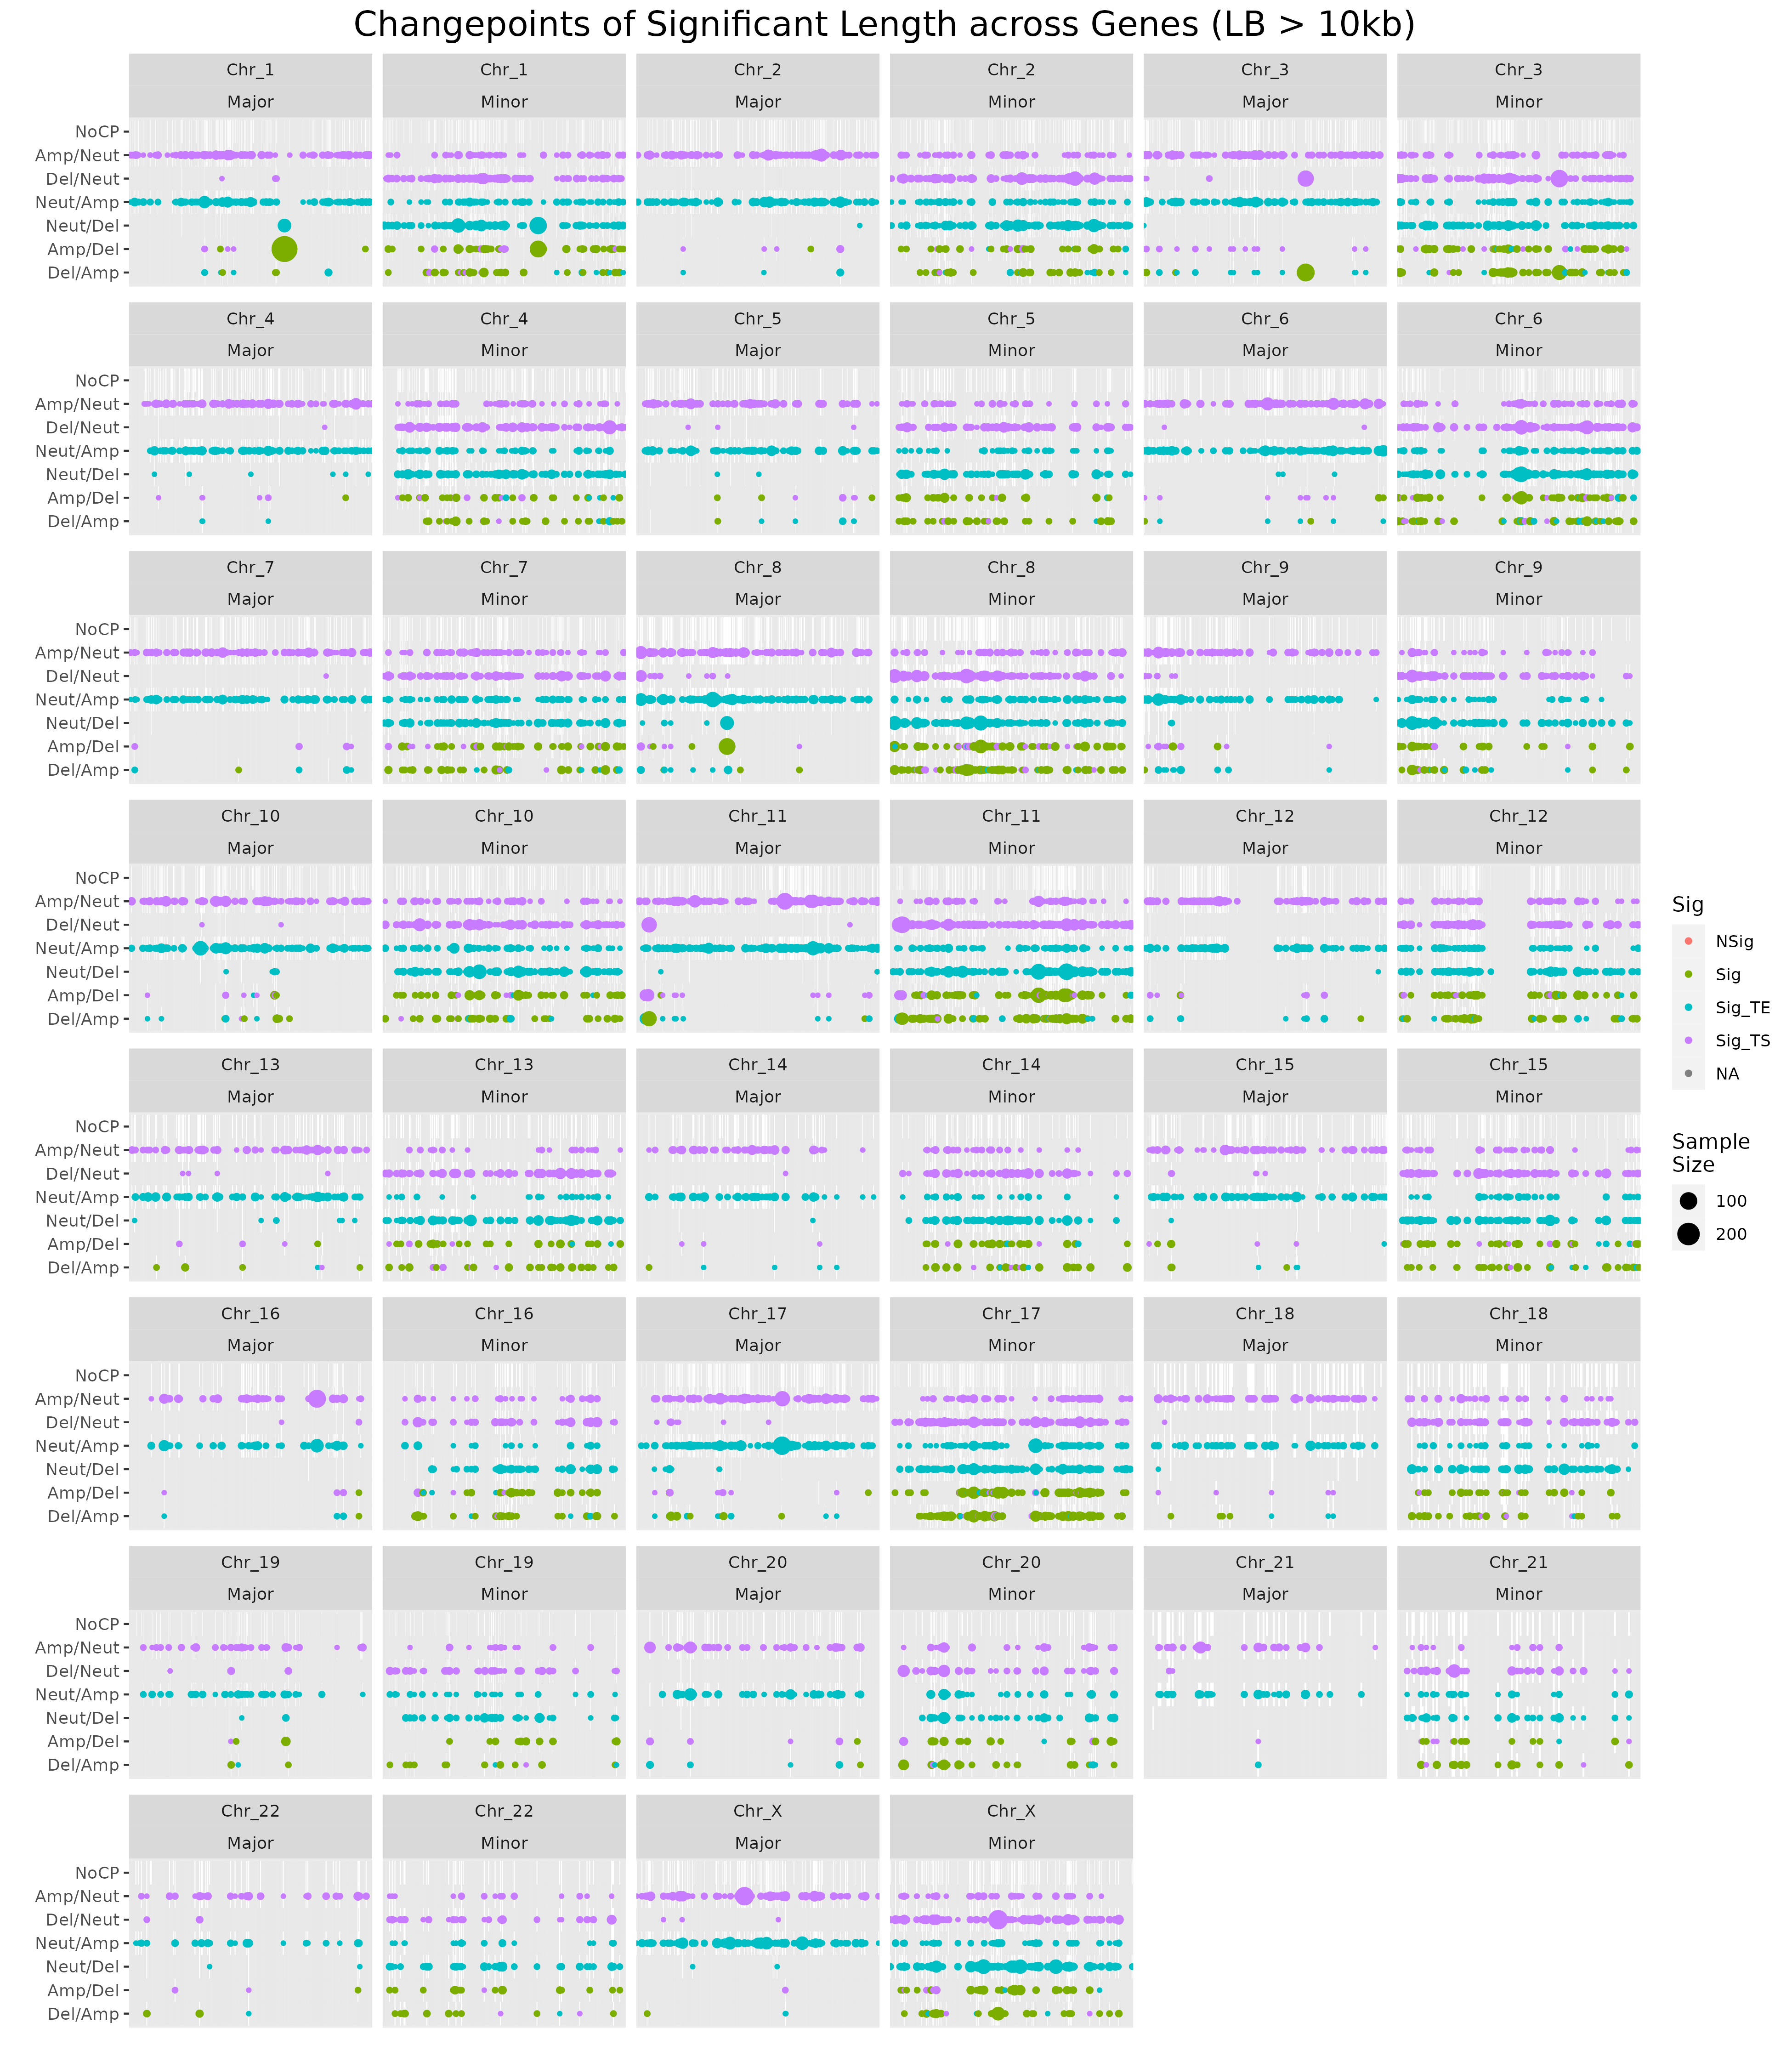 Changepoints of Significant Length across Genes (LB > 10kb)
Chr_1 Chr_1 Chr_2 Chr_2 Chr_3 Chr_3
Major Minor Major Minor Major Minor
NoCP
Amp/Neut
Del/Neut
Neut/Amp
Neut/Del
Amp/Del
Del/Amp
Chr_4 Chr_4 Chr_5 Chr_5 Chr_6 Chr_6
Major Minor Major Minor Major Minor
NoCP
Amp/Neut
Del/Neut
Neut/Amp
Neut/Del
Amp/Del
Del/Amp
Chr_7 Chr_7 Chr_8 Chr_8 Chr_9 Chr_9
Major Minor Major Minor Major Minor
NoCP
Amp/Neut
Del/Neut
Neut/Amp
Neut/Del
Amp/Del
Del/Amp
Chr_10 Chr_10 Chr_11 Chr_11 Chr_12 Chr_12
Major Minor Major Minor Major Minor
NoCP
Amp/Neut
Del/Neut
Neut/Amp
Neut/Del
Amp/Del
Del/Amp
Chr_13 Chr_13 Chr_14 Chr_14 Chr_15 Chr_15
Major Minor Major Minor Major Minor
NoCP
Amp/Neut
Del/Neut
Neut/Amp
Neut/Del
Amp/Del
Del/Amp
Chr_16 Chr_16 Chr_17 Chr_17 Chr_18 Chr_18
Major Minor Major Minor Major Minor
NoCP
Amp/Neut
Del/Neut
Neut/Amp
Neut/Del
Amp/Del
Del/Amp
Chr_19 Chr_19 Chr_20 Chr_20 Chr_21 Chr_21
Major Minor Major Minor Major Minor
NoCP
Amp/Neut
Del/Neut
Neut/Amp
Neut/Del
Amp/Del
Del/Amp
Chr_22 Chr_22 Chr_X Chr_X
Major Minor Major Minor
NoCP
Amp/Neut
Del/Neut
Neut/Amp
Neut/Del
Amp/Del
Del/Amp
Sig
NSig
Sig
Sig_TE
Sig_TS
NA
Sample
Size
100
200